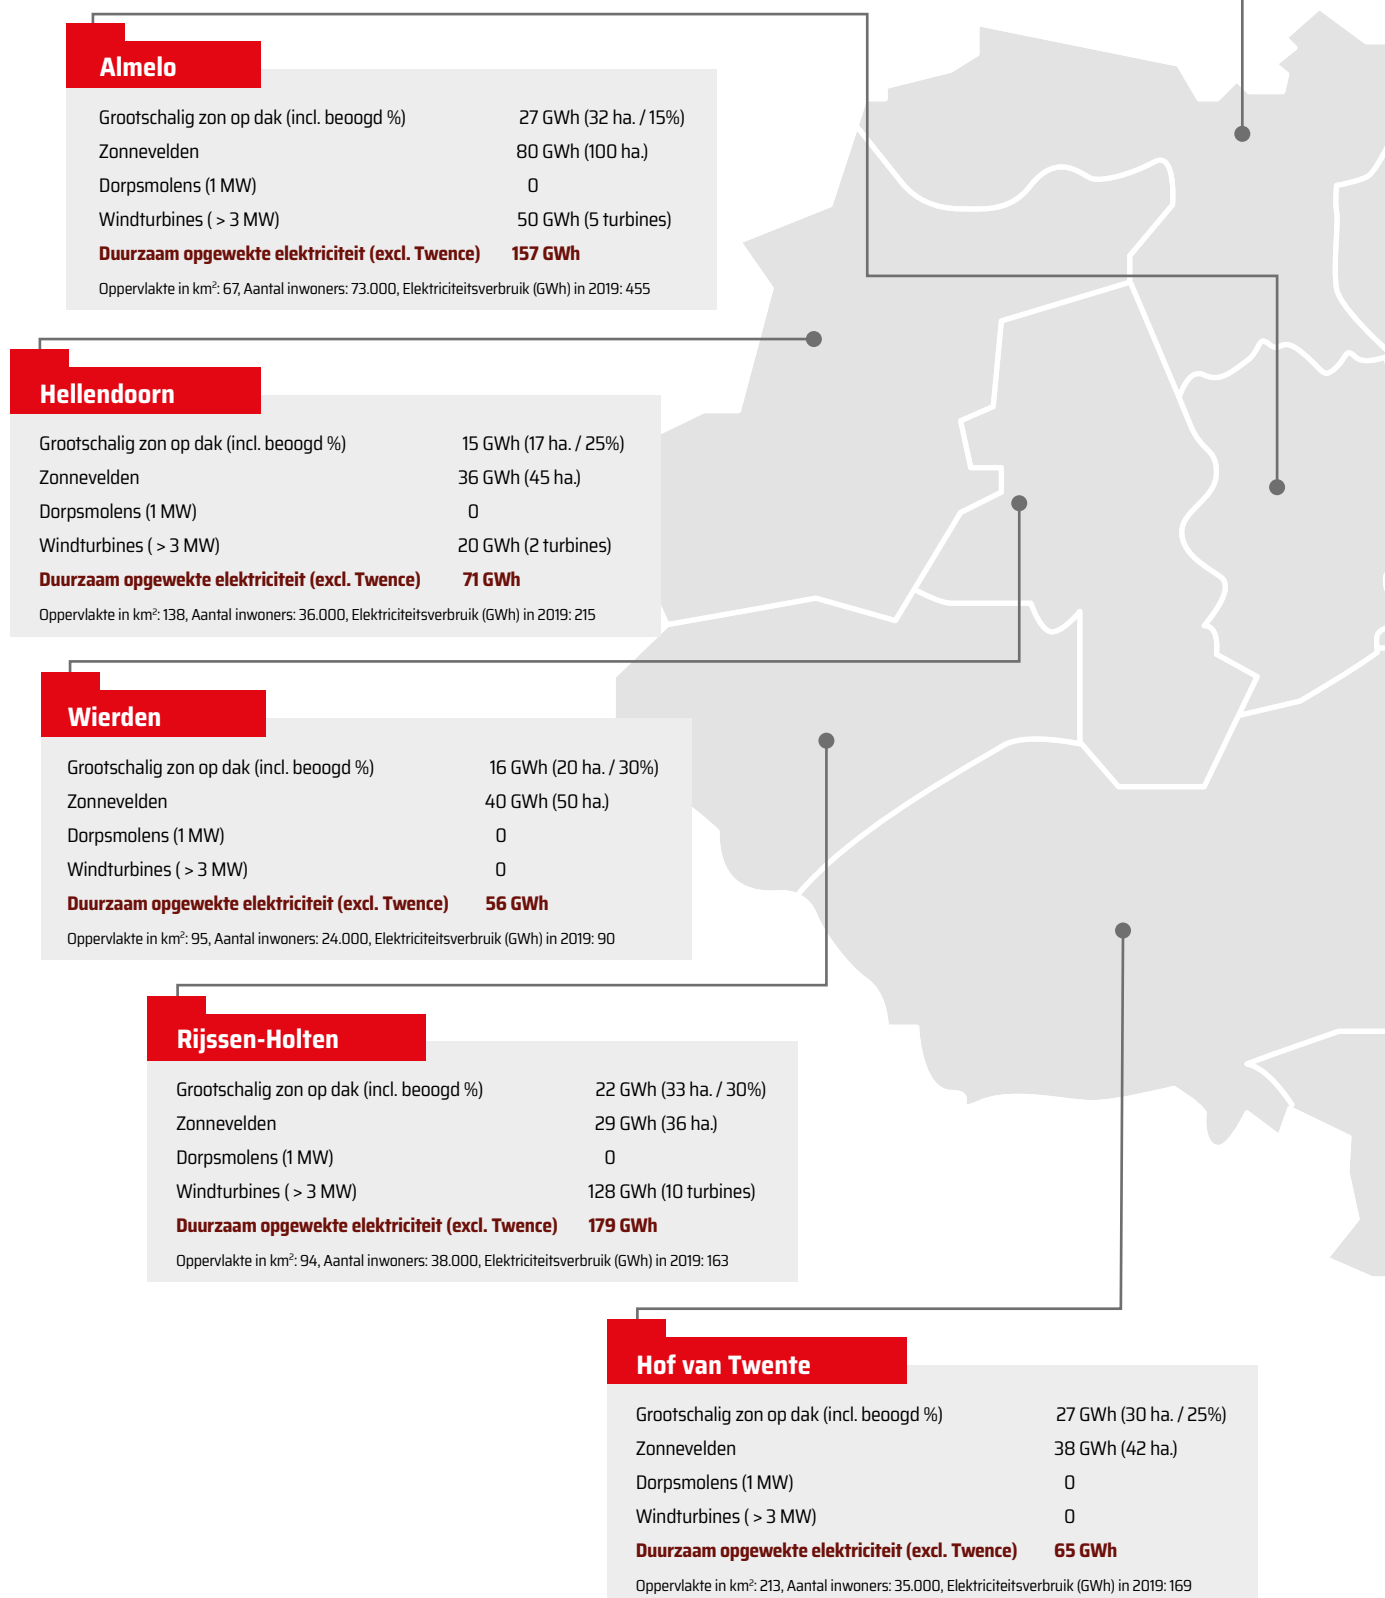 Almelo
Grootschalig zon op dak (incl. beoogd %) 27 GWh (32 ha. / 15%)
Zonnevelden 80 GWh (100 ha.)
Dorpsmolens (1 MW) 0
Windturbines ( > 3 MW) 50 GWh (5 turbines)
Duurzaam opgewekte elektriciteit (excl. Twence) 157 GWh
Oppervlakte in km²: 67, Aantal inwoners: 73.000, Elektriciteitsverbruik (GWh) in 2019: 455
Hellendoorn
Grootschalig zon op dak (incl. beoogd %) 15 GWh (17 ha. / 25%)
Zonnevelden 36 GWh (45 ha.)
Dorpsmolens (1 MW) 0
Windturbines ( > 3 MW) 20 GWh (2 turbines)
Duurzaam opgewekte elektriciteit (excl. Twence) 71 GWh
Oppervlakte in km²: 138, Aantal inwoners: 36.000, Elektriciteitsverbruik (GWh) in 2019: 215
Wierden
Grootschalig zon op dak (incl. beoogd %) 16 GWh (20 ha. / 30%)
Zonnevelden 40 GWh (50 ha.)
Dorpsmolens (1 MW) 0
Windturbines ( > 3 MW) 0
Duurzaam opgewekte elektriciteit (excl. Twence) 56 GWh
Oppervlakte in km²: 95, Aantal inwoners: 24.000, Elektriciteitsverbruik (GWh) in 2019: 90
Rijssen-Holten
Grootschalig zon op dak (incl. beoogd %) 22 GWh (33 ha. / 30%)
Zonnevelden 29 GWh (36 ha.)
Dorpsmolens (1 MW) 0
Windturbines ( > 3 MW) 128 GWh (10 turbines)
Duurzaam opgewekte elektriciteit (excl. Twence) 179 GWh
Oppervlakte in km²: 94, Aantal inwoners: 38.000, Elektriciteitsverbruik (GWh) in 2019: 163
Hof van Twente
Grootschalig zon op dak (incl. beoogd %) 27 GWh (30 ha. / 25%)
Zonnevelden 38 GWh (42 ha.)
Dorpsmolens (1 MW) 0
Windturbines ( > 3 MW) 0
Duurzaam opgewekte elektriciteit (excl. Twence) 65 GWh
Oppervlakte in km²: 213, Aantal inwoners: 35.000, Elektriciteitsverbruik (GWh) in 2019: 169